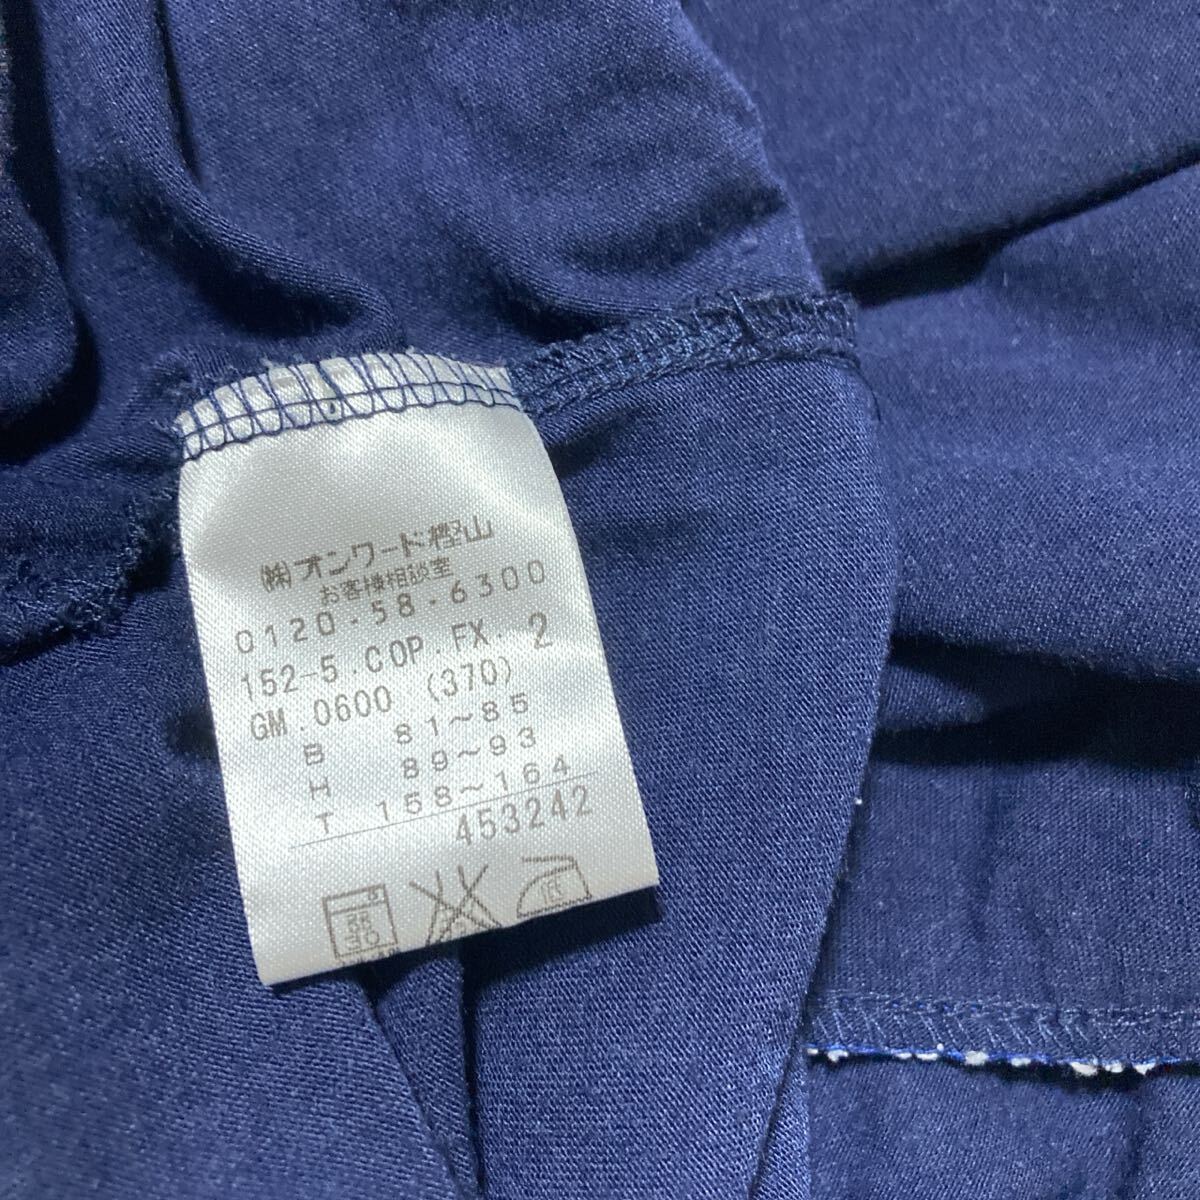 ㈱オンワード樫山
お客様相談室
0120・58・6300
152-5.COP.FX. 2
GM.0600 (370)
B 81～85
H 89～93
T 158～164
453242